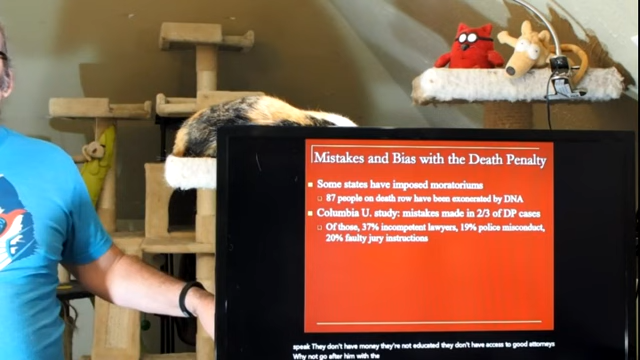 Mistakes and Bias with the Death Penalty
Some states have imposed moratoriums
87 people on death row have been exonerated by DNA
Columbia U. study: mistakes made in 2/3 of DP cases
Of those, 37% incompetent lawyers, 19% police misconduct,
20% faulty jury instructions
speak They don't have money they're not educated they don't have access to good attorneys
Why not go after him with the